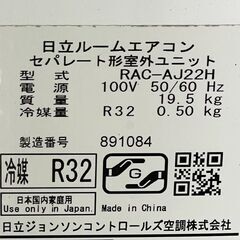 日立ルームエアコン
セパレート形室外ユニット
型式 RAC-AJ22H
電源 100V 50/60 Hz
質量 19.5 kg
冷媒量 R32 0.50 kg
製造番号 891084
冷媒 R32
G
日本国内家庭用
Use only in Japan.
Made in China
日立ジョンソンコントロールズ空調株式会社